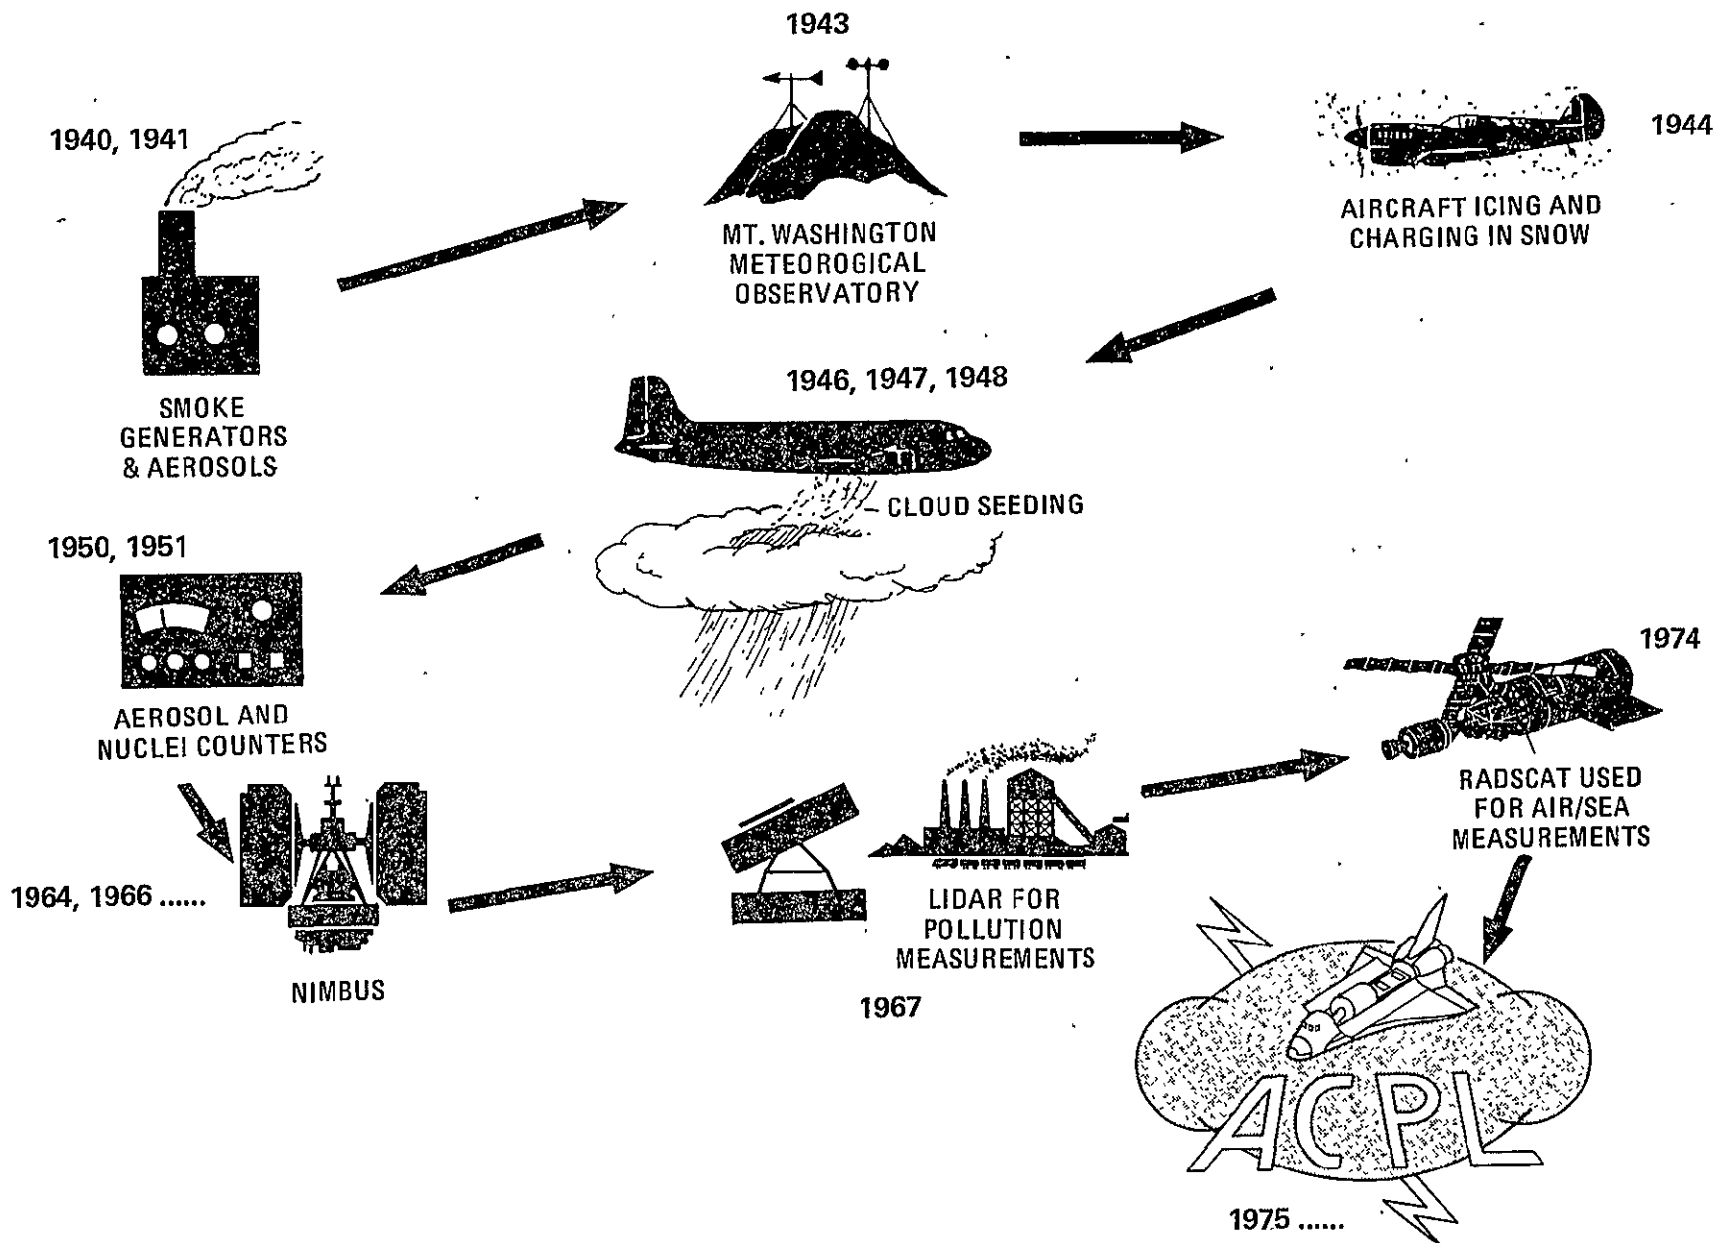 1943
1940, 1941
1944
MT. WASHINGTON
METEOROGICAL
OBSERVATORY
AIRCRAFT ICING AND
CHARGING IN SNOW
SMOKE
GENERATORS
& AEROSOLS
1946, 1947, 1948
CLOUD SEEDING
1950, 1951
AEROSOL AND
NUCLEI COUNTERS
1964, 1966 ......
NIMBUS
LIDAR FOR
POLLUTION
MEASUREMENTS
1967
1974
RADSCAT USED
FOR AIR/SEA
MEASUREMENTS
ACPL
1975 ......